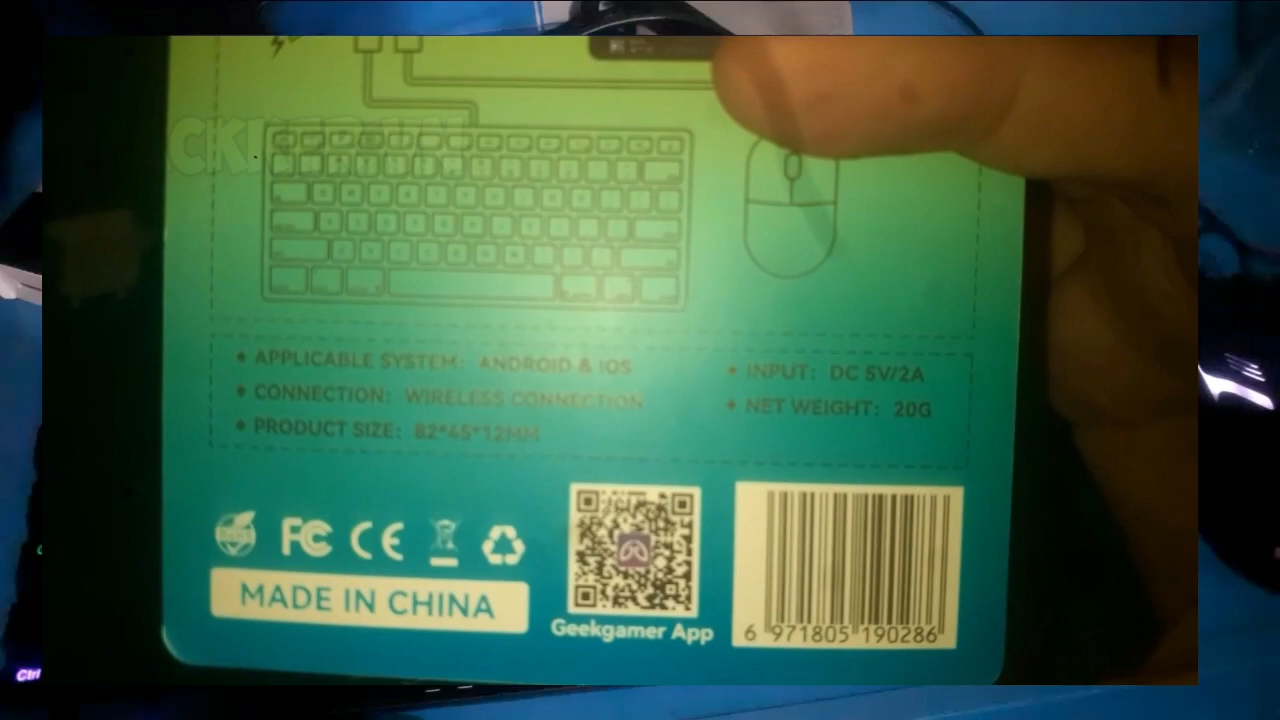 APPLICABLE SYSTEM: ANDROID & IOS
CONNECTION: WIRELESS CONNECTION
PRODUCT SIZE: 82*45*12MM
INPUT: DC 5V/2A
NET WEIGHT: 20G
FC CE
MADE IN CHINA
Geekgamer App
6 971805 190286
Ctrl